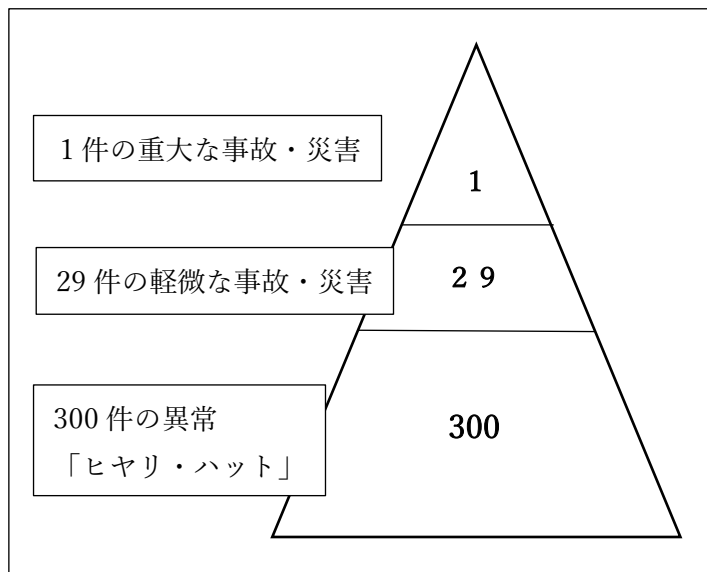 1件の重大な事故・災害
1
29件の軽微な事故・災害
２９
300件の異常
「ヒヤリ・ハット」
300